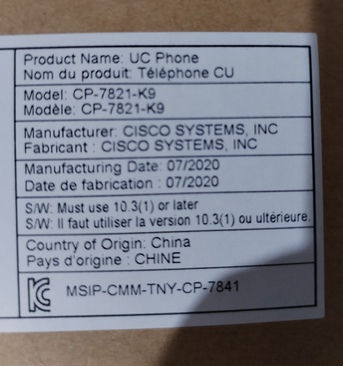 Product Name: UC Phone
Nom du produit: Téléphone CU
Model: CP-7821-K9
Modèle: CP-7821-K9
Manufacturer: CISCO SYSTEMS, INC
Fabricant : CISCO SYSTEMS, INC
Manufacturing Date: 07/2020
Date de fabrication : 07/2020
S/W: Must use 10.3(1) or later
S/W: Il faut utiliser la version 10.3(1) ou ultérieure.
Country of Origin: China
Pays d'origine : CHINE
MSIP-CMM-TNY-CP-7841